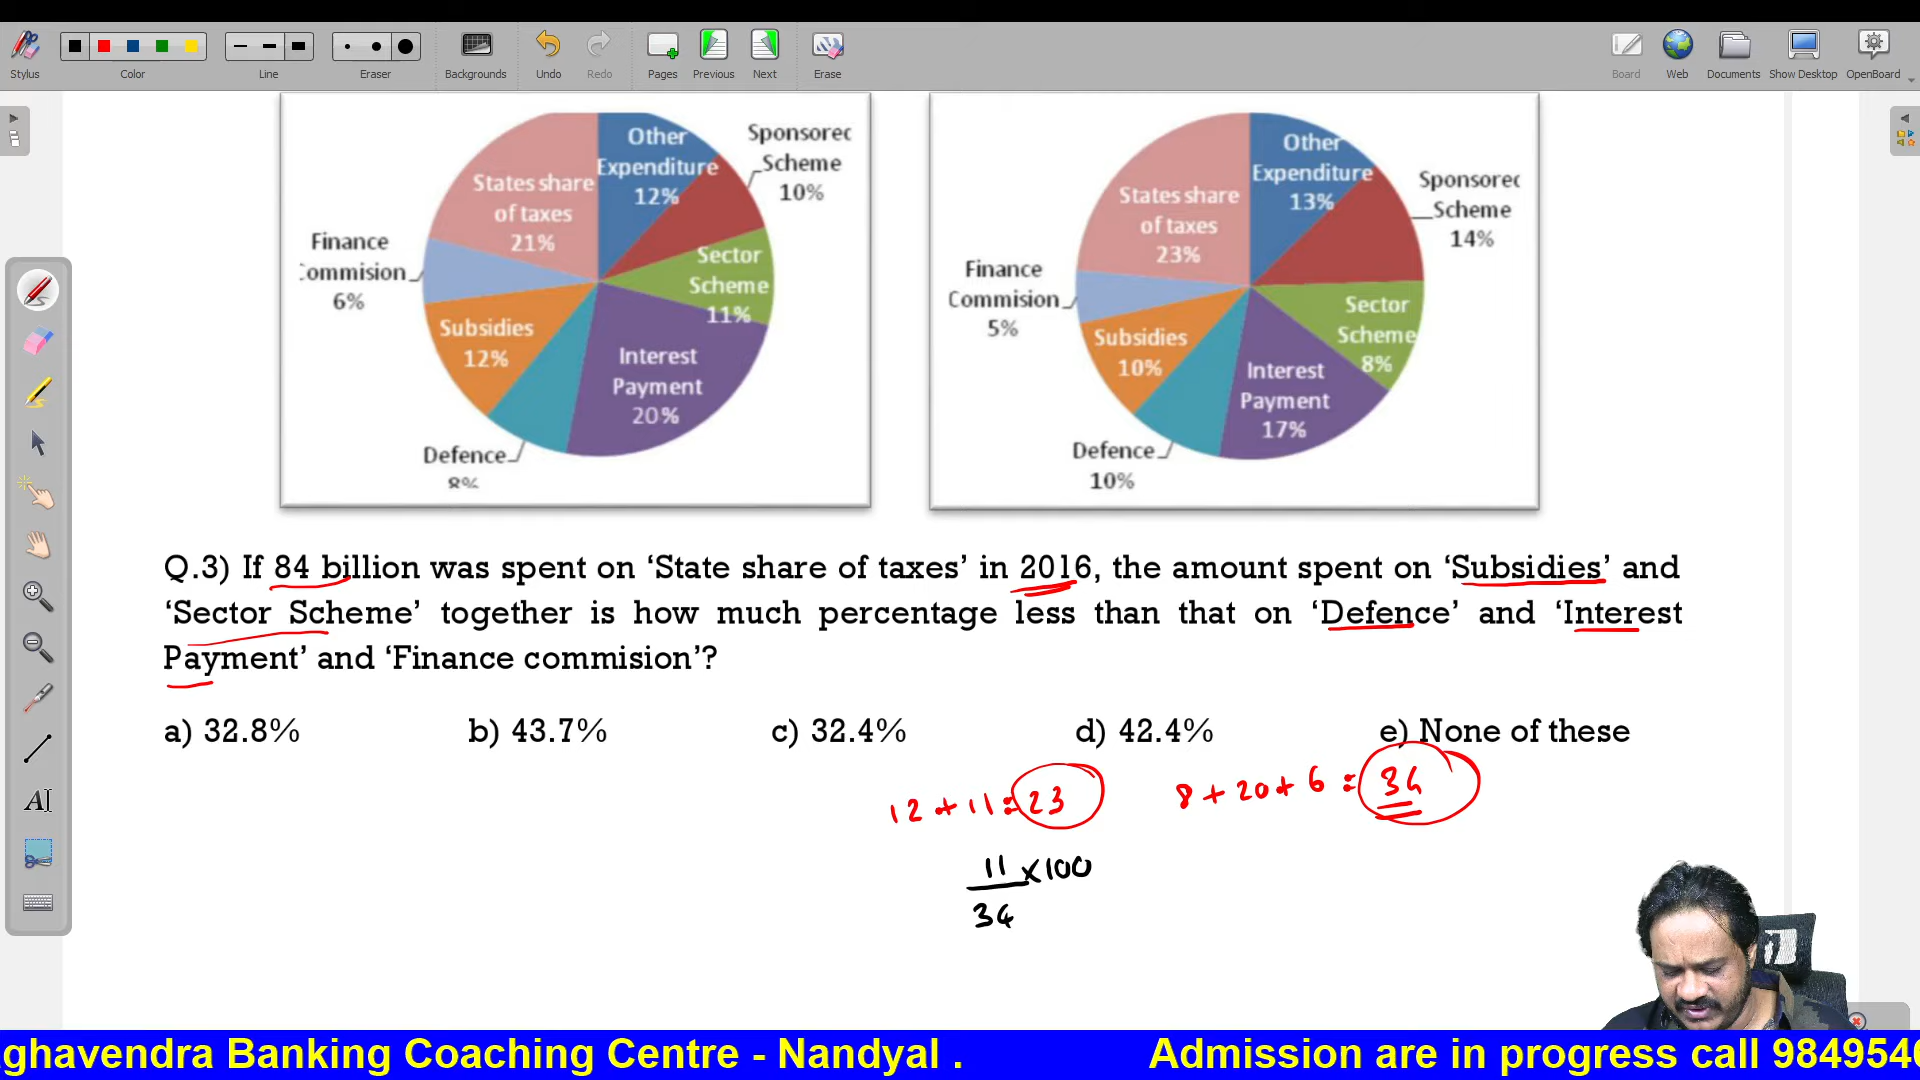 Stylus
Color
Line
Eraser
Backgrounds
Undo
Redo
Pages
Previous
Next
Erase
Board
Web
Documents
Show Desktop
OpenBoard
Other Expenditure 12%
Sponsorec Scheme 10%
Sector Scheme 11%
Interest Payment 20%
Defence 8%
Subsidies 12%
Finance Commision 6%
States share of taxes 21%
Other Expenditure 13%
Sponsorec Scheme 14%
Sector Scheme 8%
Interest Payment 17%
Defence 10%
Subsidies 10%
Finance Commision 5%
States share of taxes 23%
Q.3) If 84 billion was spent on ‘State share of taxes’ in 2016, the amount spent on ‘Subsidies’ and
‘Sector Scheme’ together is how much percentage less than that on ‘Defence’ and ‘Interest
Payment’ and ‘Finance commision’?
a) 32.8% b) 43.7% c) 32.4% d) 42.4% e) None of these
12 + 11 = 23 8 + 20 + 6 = 34
11 × 100
34
aghavendra Banking Coaching Centre - Nandyal . Admission are in progress call 9849540